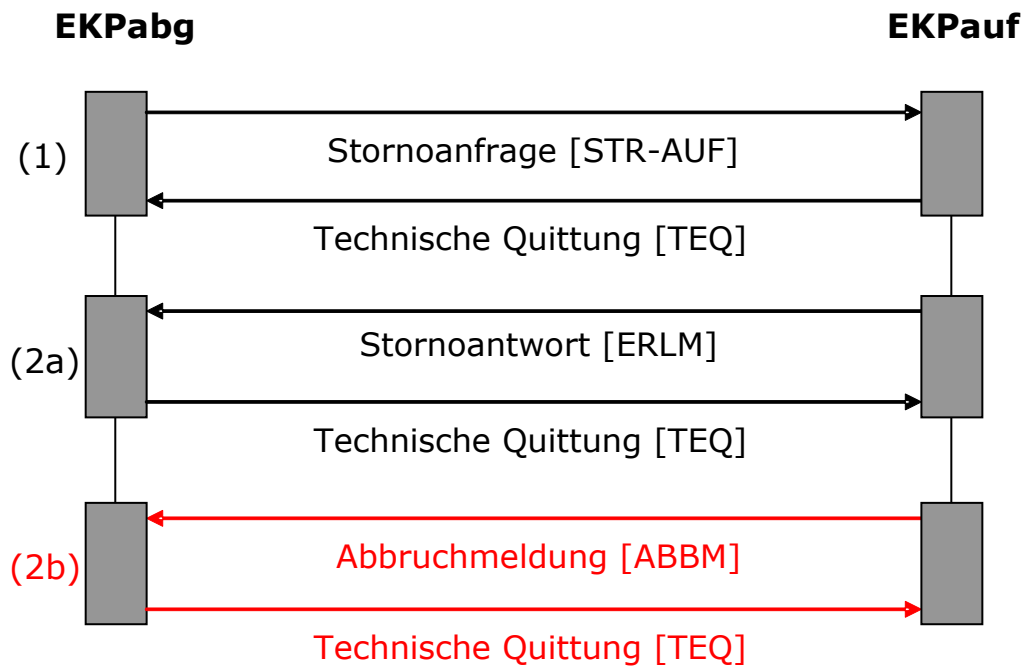 EKPabg
EKPauf
(1)
Stornoanfrage [STR-AUF]
Technische Quittung [TEQ]
(2a)
Stornoantwort [ERLM]
Technische Quittung [TEQ]
(2b)
Abbruchmeldung [ABBM]
Technische Quittung [TEQ]